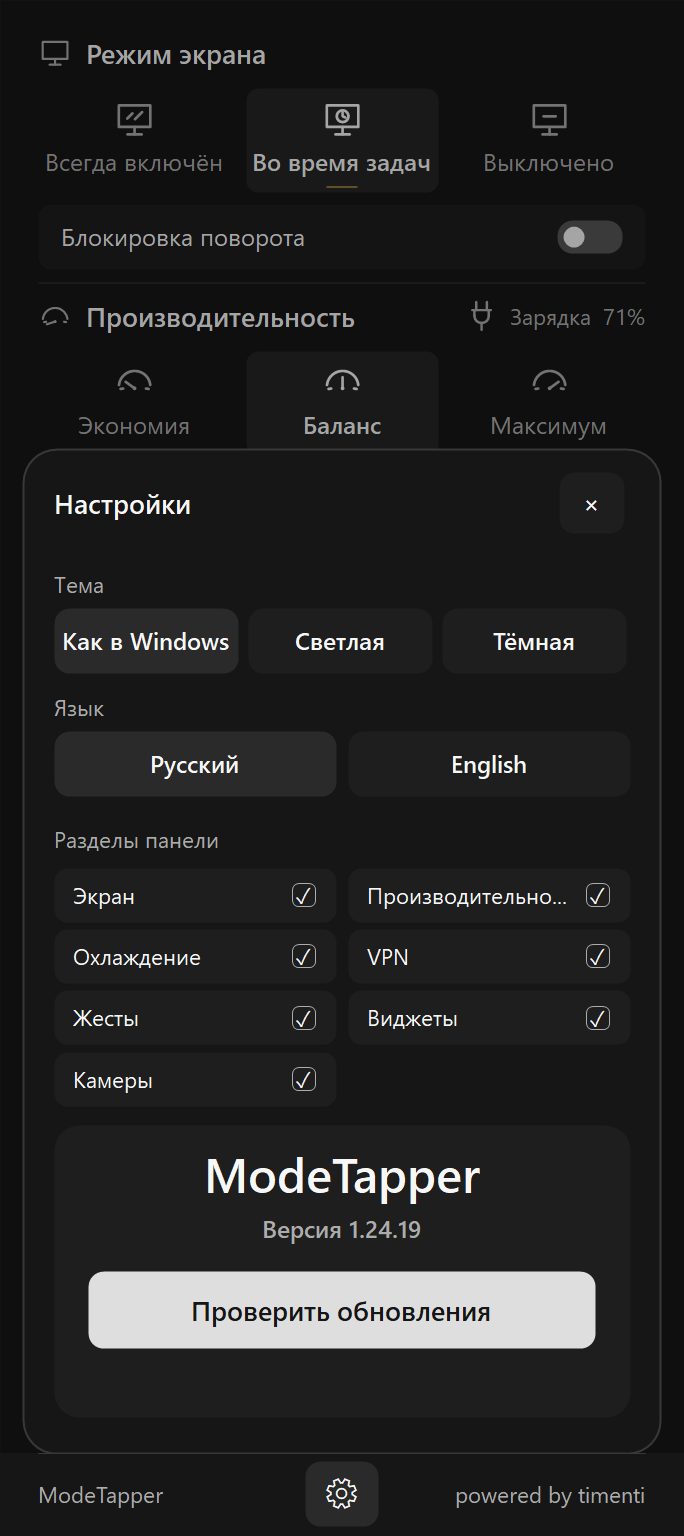 Режим экрана
Всегда включён Во время задач Выключено
Блокировка поворота
Производительность Зарядка 71%
Экономия Баланс Максимум
Настройки ×
Тема
Как в Windows Светлая Тёмная
Язык
Русский English
Разделы панели
Экран Производительно...
Охлаждение VPN
Жесты Виджеты
Камеры
ModeTapper
Версия 1.24.19
Проверить обновления
ModeTapper powered by timenti